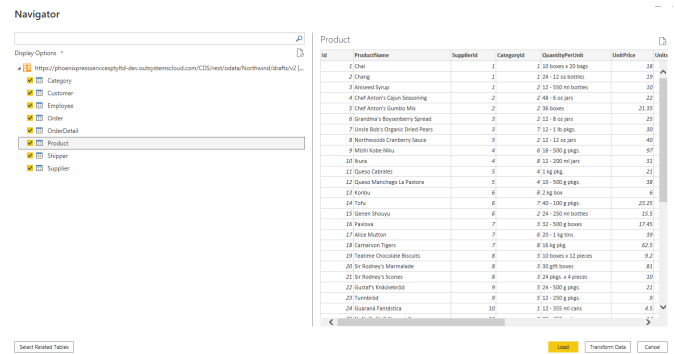 Navigator
Display Options
https://phoenixpressservicesptyltd-dev.outsystemscloud.com/CDS/rest/odata/Northwind/drafts/v2 [...
Category
Customer
Employee
Order
OrderDetail
Product
Shipper
Supplier
Select Related Tables
Product
Id ProductName SupplierId CategoryId QuantityPerUnit UnitPrice Units
1 Chai 1 1 10 boxes x 20 bags 18
2 Chang 1 1 24 - 12 oz bottles 19
3 Aniseed Syrup 1 2 12 - 550 ml bottles 10
4 Chef Anton's Cajun Seasoning 2 2 48 - 6 oz jars 22
5 Chef Anton's Gumbo Mix 2 2 36 boxes 21.35
6 Grandma's Boysenberry Spread 3 2 12 - 8 oz jars 25
7 Uncle Bob's Organic Dried Pears 3 7 12 - 1 lb pkgs. 30
8 Northwoods Cranberry Sauce 3 2 12 - 12 oz jars 40
9 Mishi Kobe Niku 4 6 18 - 500 g pkgs. 97
10 Ikura 4 8 12 - 200 ml jars 31
11 Queso Cabrales 5 4 1 kg pkg. 21
12 Queso Manchego La Pastora 5 4 10 - 500 g pkgs. 38
13 Konbu 6 8 2 kg box 6
14 Tofu 6 7 40 - 100 g pkgs. 23.25
15 Genen Shouyu 6 2 24 - 250 ml bottles 15.5
16 Pavlova 7 3 32 - 500 g boxes 17.45
17 Alice Mutton 7 6 20 - 1 kg tins 39
18 Carnarvon Tigers 7 8 16 kg pkg. 62.5
19 Teatime Chocolate Biscuits 8 3 10 boxes x 12 pieces 9.2
20 Sir Rodney's Marmalade 8 3 30 gift boxes 81
21 Sir Rodney's Scones 8 3 24 pkgs. x 4 pieces 10
22 Gustaf's Knäckebröd 9 5 24 - 500 g pkgs. 21
23 Tunnbröd 9 5 12 - 250 g pkgs. 9
24 Guaraná Fantástica 10 1 12 - 355 ml cans 4.5
Load Transform Data Cancel